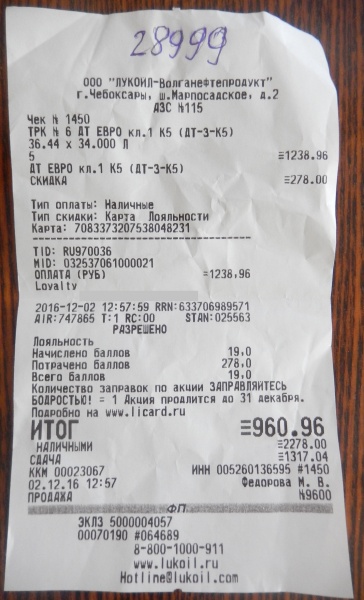 28999
ООО "ЛУКОЙЛ-Волганефтепродукт"
г.Чебоксары, ш.Марпосадское, д.2
АЗС №115
Чек № 1450
ТРК № 6 ДТ ЕВРО кл.1 К5 (ДТ-З-К5)
36.44 х 34.000 Л
5 ≡1238.96
ДТ ЕВРО кл.1 К5 (ДТ-З-К5)
СКИДКА ≡278.00
Тип оплаты: Наличные
Тип скидки: Карта Лояльности
Карта: 7083373207538048231
TID: RU970036
MID: 032537061000021
ОПЛАТА (РУБ) =1238,96
Loyalty
2016-12-02 12:57:59 RRN:633706989571
AIR:747865 T:1 RC:00 STAN:025563
РАЗРЕШЕНО
Лояльность
Начислено баллов 19,0
Потрачено баллов 278,0
Всего баллов 19,0
Количество заправок по акции ЗАПРАВЛЯЙТЕСЬ
БОДРОСТЬЮ! = 1 Акция продлится до 31 декабря.
Подробно на www.licard.ru
ИТОГ ≡960.96
НАЛИЧНЫМИ ≡2278.00
СДАЧА ≡1317.04
ККМ 00023067 ИНН 005260136595 #1450
02.12.16 12:57 Федорова М. В.
ПРОДАЖА №9600
ФП
ЭКЛЗ 5000004057
00070190 #064689
8-800-1000-911
www.lukoil.ru
Hotline@lukoil.com